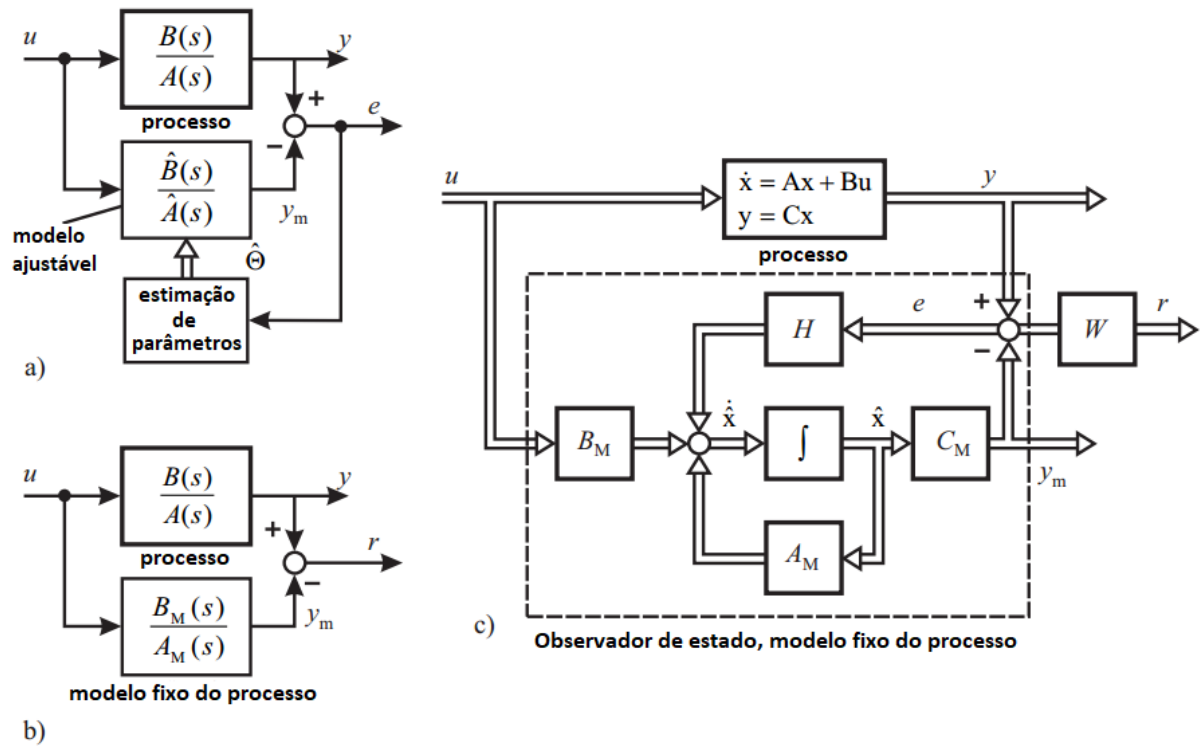 u
B(s)
A(s)
y
processo
+
e
−
B̂(s)
Â(s)
y_m
modelo
ajustável
Θ̂
estimação
de
parâmetros
a)
u
B(s)
A(s)
y
processo
+
r
−
B_M(s)
A_M(s)
y_m
modelo fixo do processo
b)
u
ẋ = Ax + Bu
y = Cx
y
processo
+
e
r
H
W
−
B_M
x̂̇
∫
x̂
C_M
y_m
A_M
c)
Observador de estado, modelo fixo do processo